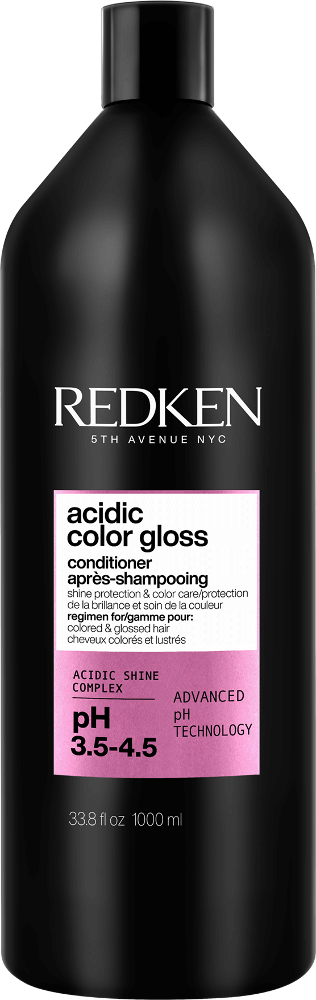 REDKEN
5TH AVENUE NYC
acidic
color gloss
conditioner
après-shampooing
shine protection & color care/protection
de la brillance et soin de la couleur
regimen for/gamme pour:
colored & glossed hair
cheveux colorés et lustrés
ACIDIC SHINE
COMPLEX
pH
3.5-4.5
ADVANCED
pH
TECHNOLOGY
33.8 fl oz 1000 ml